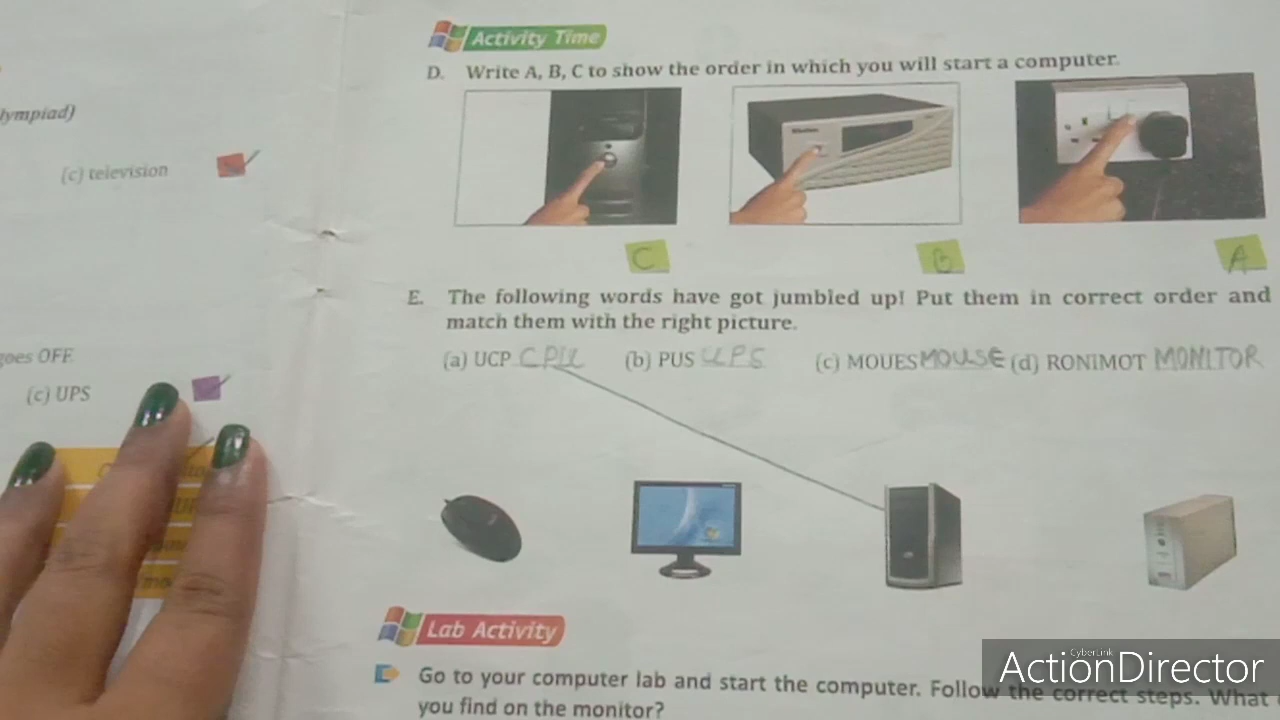 Activity Time
D. Write A, B, C to show the order in which you will start a computer.
lympiad)
(c) television
C B A
E. The following words have got jumbled up! Put them in correct order and
match them with the right picture.
goes OFF.
(a) UCP CPU (b) PUS UPS (c) MOUES MOUSE (d) RONIMOT MONITOR
(c) UPS
Lab Activity
Go to your computer lab and start the computer. Follow the correct steps. What
you find on the monitor?
CyberLink
ActionDirector